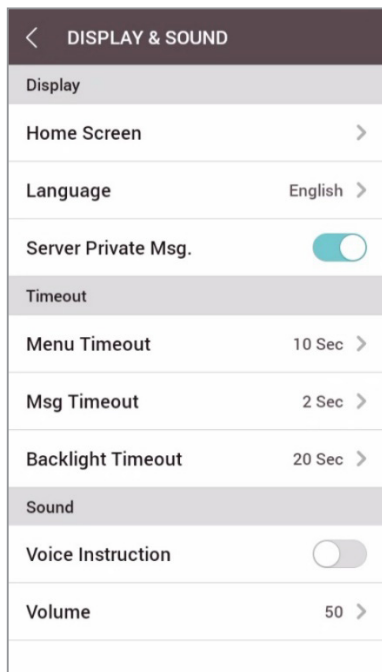 DISPLAY & SOUND
Display
Home Screen
Language English
Server Private Msg.
Timeout
Menu Timeout 10 Sec
Msg Timeout 2 Sec
Backlight Timeout 20 Sec
Sound
Voice Instruction
Volume 50